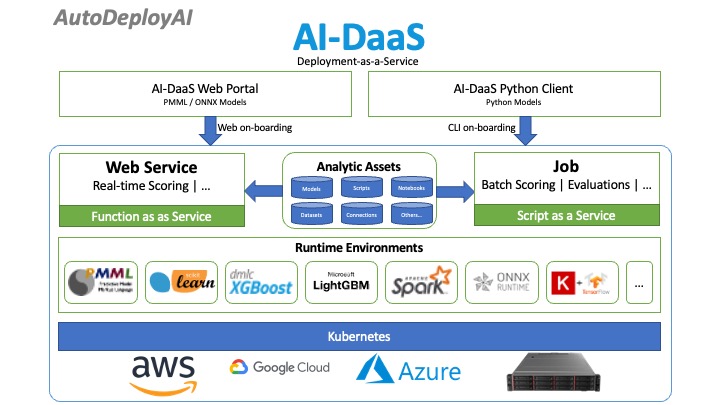 AutoDeployAI
AI-DaaS
Deployment-as-a-Service
AI-DaaS Web Portal
PMML / ONNX Models
AI-DaaS Python Client
Python Models
Web on-boarding
CLI on-boarding
Web Service
Real-time Scoring | ...
Function as as Service
Analytic Assets
Models
Scripts
Notebooks
Datasets
Connections
Others...
Job
Batch Scoring | Evaluations | ...
Script as a Service
Runtime Environments
PMML
Predictive Model
Markup Language
scikit
learn
dmlc
XGBoost
Microsoft
LightGBM
APACHE
Spark
ONNX
RUNTIME
K + TensorFlow
...
Kubernetes
aws
Google Cloud
Azure